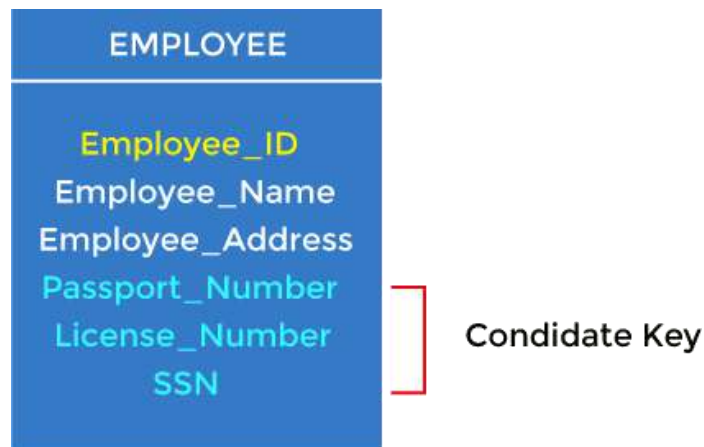 EMPLOYEE
Employee_ID
Employee_Name
Employee_Address
Passport_Number
License_Number
SSN
Condidate Key